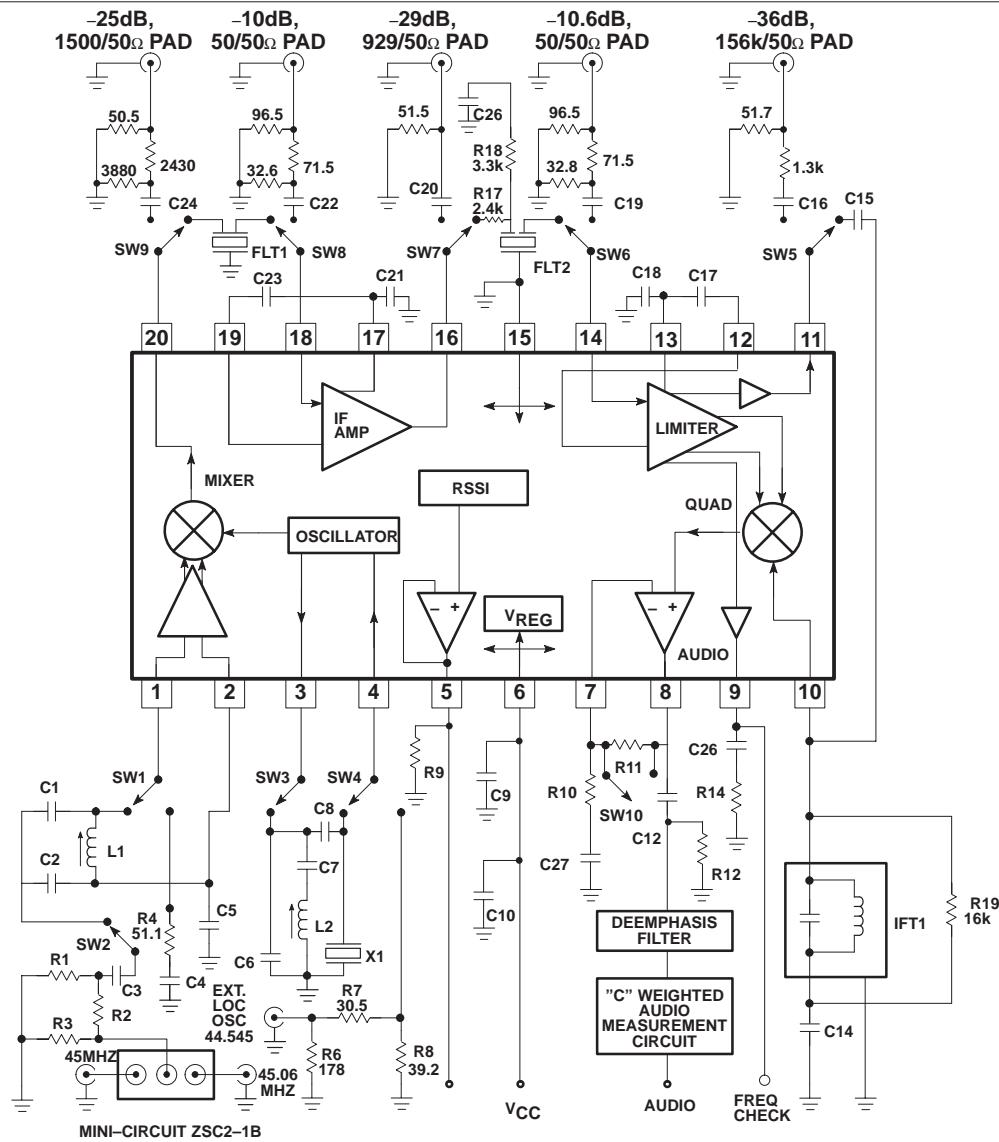 –25dB,
1500/50Ω PAD
–10dB
50/50Ω PAD
–29dB,
929/50Ω PAD
–10.6dB,
50/50Ω PAD
–36dB,
156k/50Ω PAD
50.5
2430
3880
C24
96.5
71.5
32.6
C22
51.5
C20
C26
R18
3.3k
R17
2.4k
96.5
71.5
32.8
C19
51.7
1.3k
C16
C15
SW9
FLT1
SW8
SW7
FLT2
SW6
SW5
C23
C21
C18
C17
20
19
18
17
16
15
14
13
12
11
IF
AMP
LIMITER
MIXER
RSSI
QUAD
OSCILLATOR
– +
VREG
– +
AUDIO
1
2
3
4
5
6
7
8
9
10
SW1
C1
L1
C2
C5
R4
51.1
SW2
C4
R1
C3
R2
R3
45MHZ
45.06
MHZ
MINI–CIRCUIT ZSC2–1B
SW3
SW4
C8
C7
L2
C6
X1
EXT.
LOC
OSC
44.545
R7
30.5
R6
178
R8
39.2
R9
C9
C10
VCC
R11
R10
SW10
C27
C12
R12
C26
R14
DEEMPHASIS
FILTER
"C" WEIGHTED
AUDIO
MEASUREMENT
CIRCUIT
AUDIO
FREQ
CHECK
IFT1
R19
16k
C14